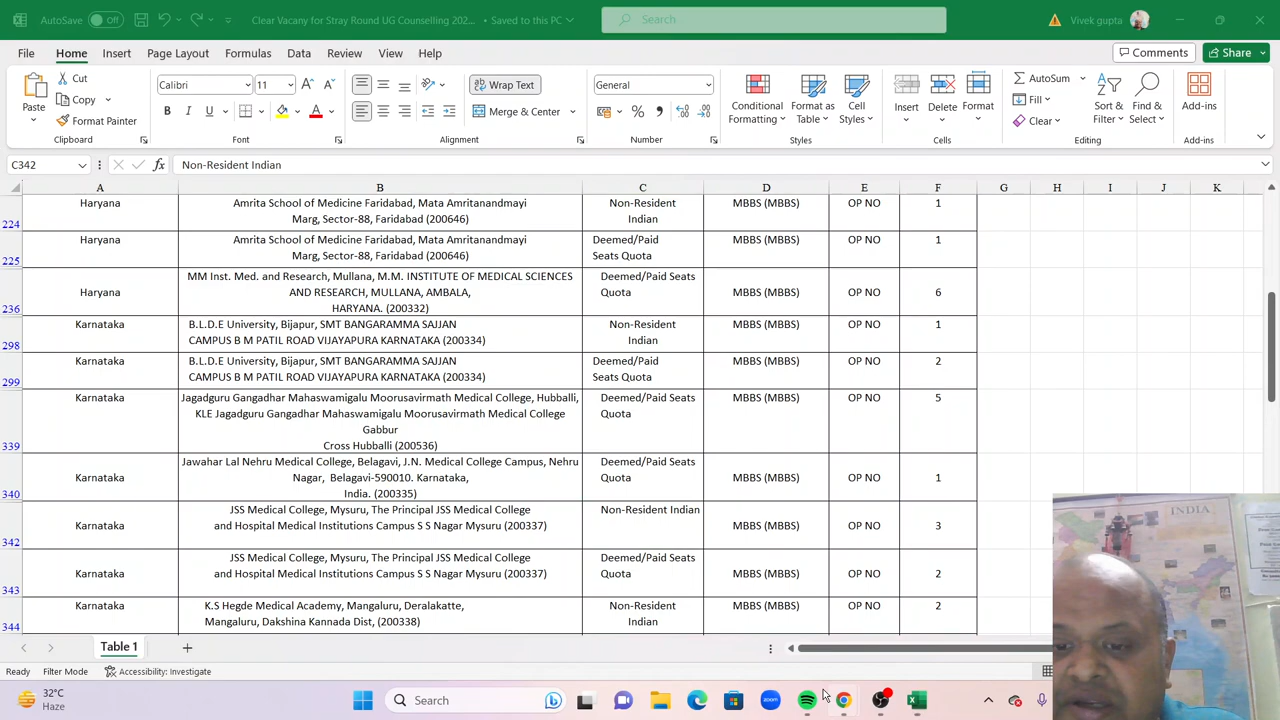 AutoSave Off Clear Vacany for Stray Round UG Counselling 202... • Saved to this PC Search Vivek gupta
File Home Insert Page Layout Formulas Data Review View Help Comments Share
Paste Cut Copy Format Painter
Calibri 11
B I U
Wrap Text
Merge & Center
General
Conditional Formatting Format as Table Cell Styles
Insert Delete Format
AutoSum Fill Clear
Sort & Filter Find & Select
Add-ins
Clipboard Font Alignment Number Styles Cells Editing Add-ins
C342 fx Non-Resident Indian
A B C D E F G H I J K
224 Haryana Amrita School of Medicine Faridabad, Mata Amritanandmayi Non-Resident MBBS (MBBS) OP NO 1
Marg, Sector-88, Faridabad (200646) Indian
225 Haryana Amrita School of Medicine Faridabad, Mata Amritanandmayi Deemed/Paid MBBS (MBBS) OP NO 1
Marg, Sector-88, Faridabad (200646) Seats Quota
MM Inst. Med. and Research, Mullana, M.M. INSTITUTE OF MEDICAL SCIENCES Deemed/Paid Seats
236 Haryana AND RESEARCH, MULLANA, AMBALA, Quota MBBS (MBBS) OP NO 6
HARYANA. (200332)
298 Karnataka B.L.D.E University, Bijapur, SMT BANGARAMMA SAJJAN Non-Resident MBBS (MBBS) OP NO 1
CAMPUS B M PATIL ROAD VIJAYAPURA KARNATAKA (200334) Indian
299 Karnataka B.L.D.E University, Bijapur, SMT BANGARAMMA SAJJAN Deemed/Paid MBBS (MBBS) OP NO 2
CAMPUS B M PATIL ROAD VIJAYAPURA KARNATAKA (200334) Seats Quota
339 Karnataka Jagadguru Gangadhar Mahaswamigalu Moorusavirmath Medical College, Hubballi, Deemed/Paid Seats MBBS (MBBS) OP NO 5
KLE Jagadguru Gangadhar Mahaswamigalu Moorusavirmath Medical College Quota
Gabbur
Cross Hubballi (200536)
Jawahar Lal Nehru Medical College, Belagavi, J.N. Medical College Campus, Nehru Deemed/Paid Seats
340 Karnataka Nagar, Belagavi-590010. Karnataka, Quota MBBS (MBBS) OP NO 1
India. (200335)
JSS Medical College, Mysuru, The Principal JSS Medical College Non-Resident Indian
342 Karnataka and Hospital Medical Institutions Campus S S Nagar Mysuru (200337) MBBS (MBBS) OP NO 3
JSS Medical College, Mysuru, The Principal JSS Medical College Deemed/Paid Seats
343 Karnataka and Hospital Medical Institutions Campus S S Nagar Mysuru (200337) Quota MBBS (MBBS) OP NO 2
344 Karnataka K.S Hegde Medical Academy, Mangaluru, Deralakatte, Non-Resident MBBS (MBBS) OP NO 2
Mangaluru, Dakshina Kannada Dist, (200338) Indian
INDIA
Table 1
Ready Filter Mode Accessibility: Investigate
32°C
Haze
Search